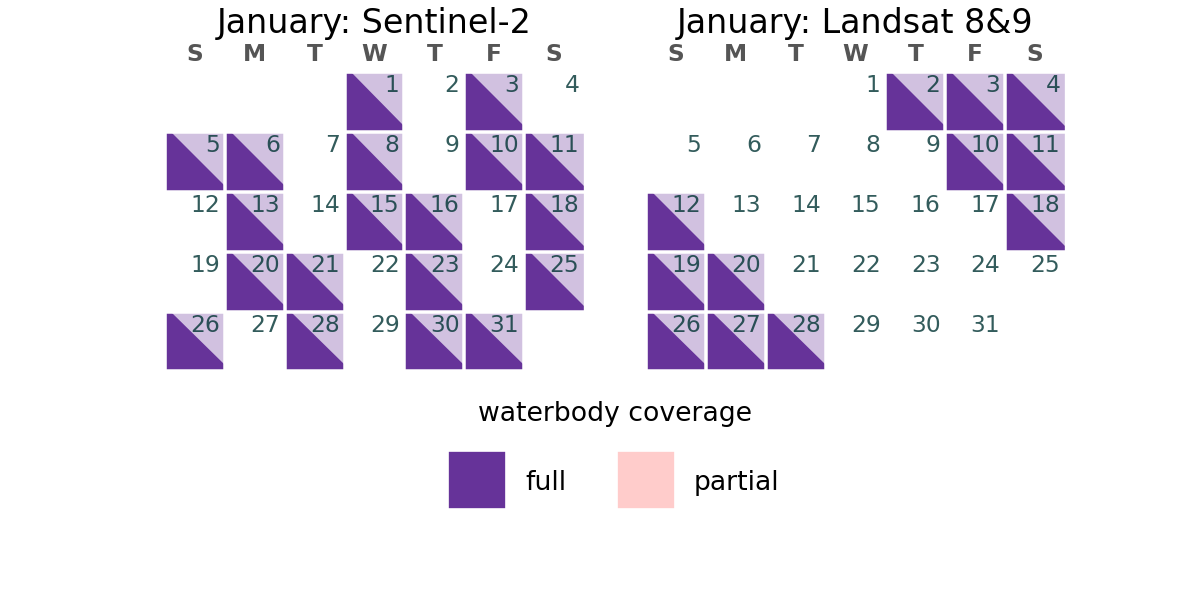 January: Sentinel-2
S M T W T F S
1 2 3 4
5 6 7 8 9 10 11
12 13 14 15 16 17 18
19 20 21 22 23 24 25
26 27 28 29 30 31
January: Landsat 8&9
S M T W T F S
1 2 3 4
5 6 7 8 9 10 11
12 13 14 15 16 17 18
19 20 21 22 23 24 25
26 27 28 29 30 31
waterbody coverage
full partial